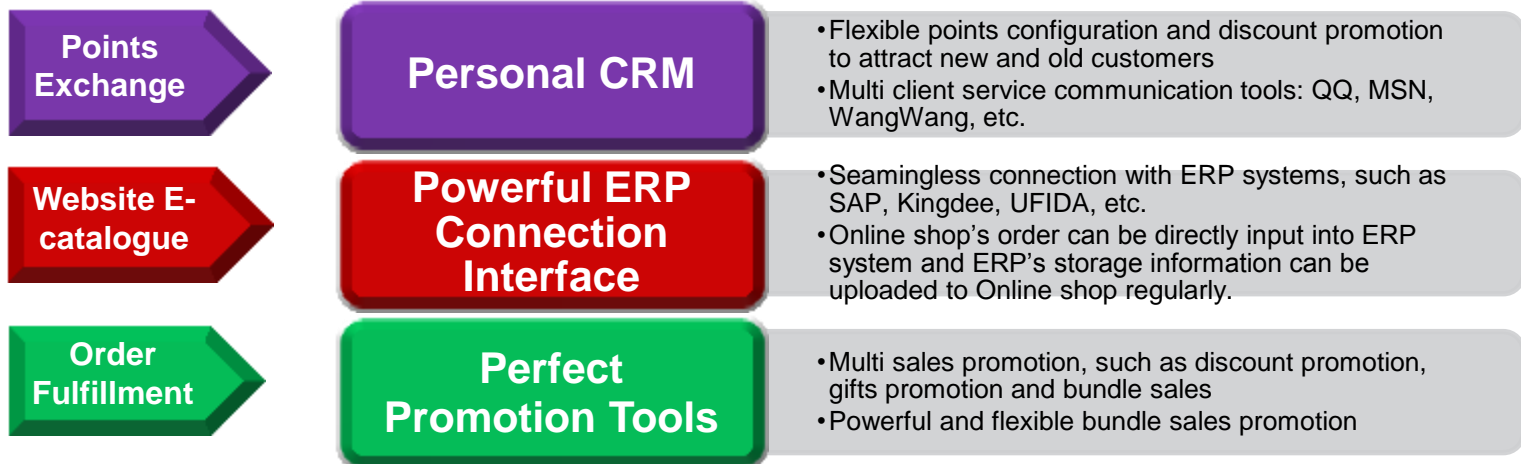 Points
Exchange
Personal CRM
•Flexible points configuration and discount promotion
to attract new and old customers
•Multi client service communication tools: QQ, MSN,
WangWang, etc.
Website E-
catalogue
Powerful ERP
Connection
Interface
•Seamingless connection with ERP systems, such as
SAP, Kingdee, UFIDA, etc.
•Online shop's order can be directly input into ERP
system and ERP's storage information can be
uploaded to Online shop regularly.
Order
Fulfillment
Perfect
Promotion Tools
•Multi sales promotion, such as discount promotion,
gifts promotion and bundle sales
•Powerful and flexible bundle sales promotion